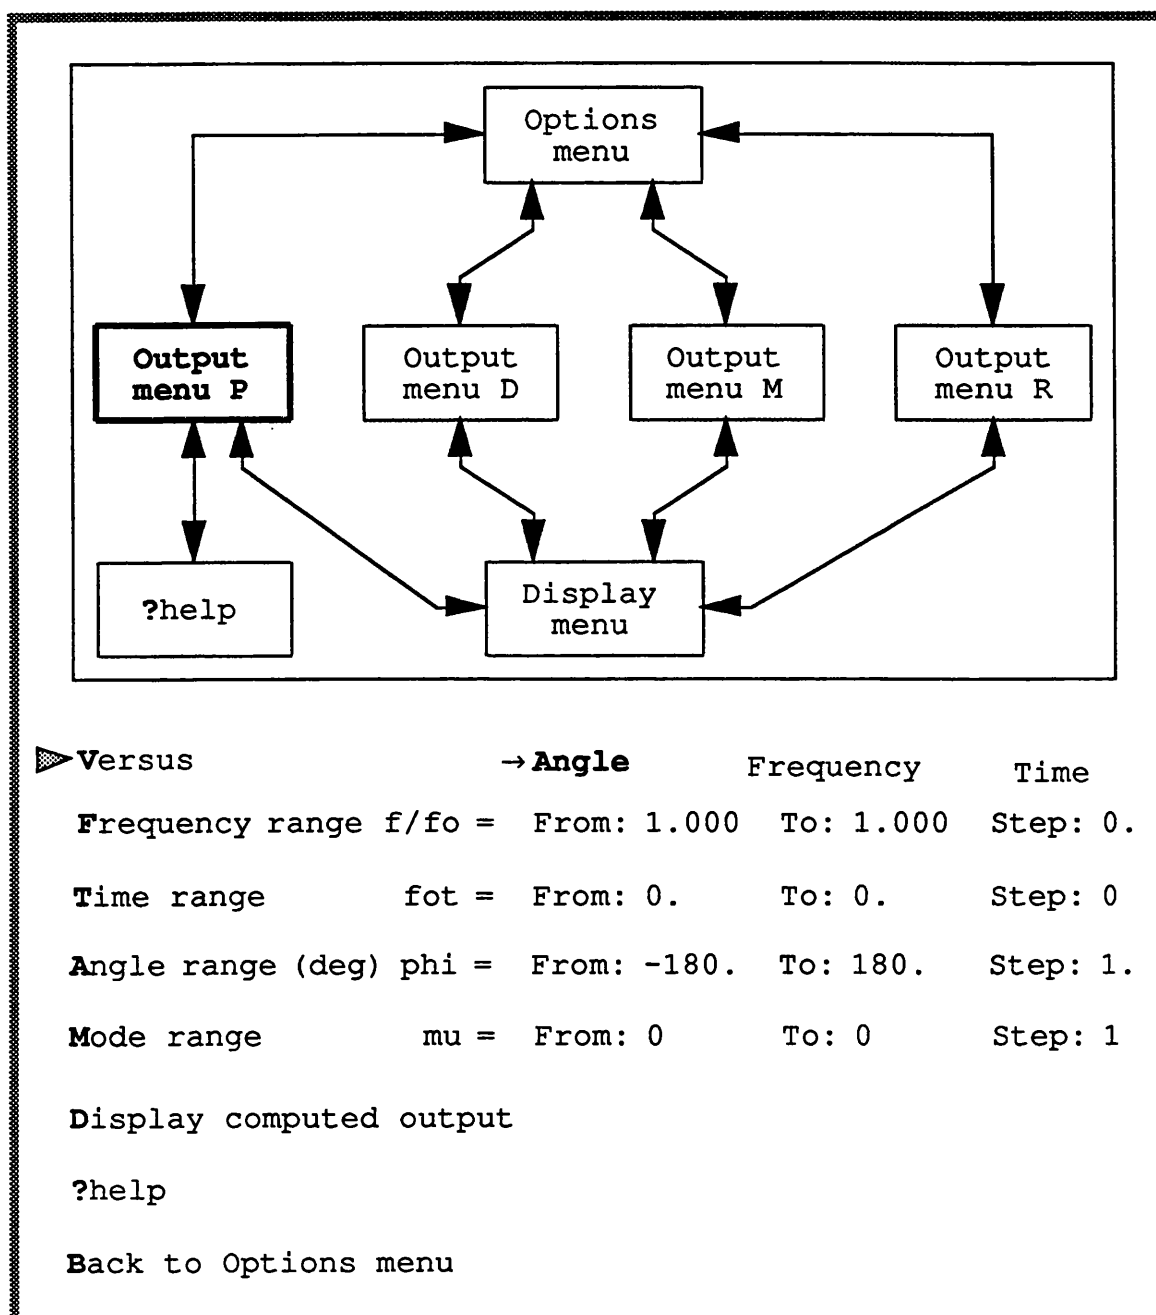 Options
menu
Output
menu P
Output
menu D
Output
menu M
Output
menu R
?help
Display
menu
Versus → Angle Frequency Time
Frequency range f/fo = From: 1.000 To: 1.000 Step: 0.
Time range fot = From: 0. To: 0. Step: 0
Angle range (deg) phi = From: -180. To: 180. Step: 1.
Mode range mu = From: 0 To: 0 Step: 1
Display computed output
?help
Back to Options menu